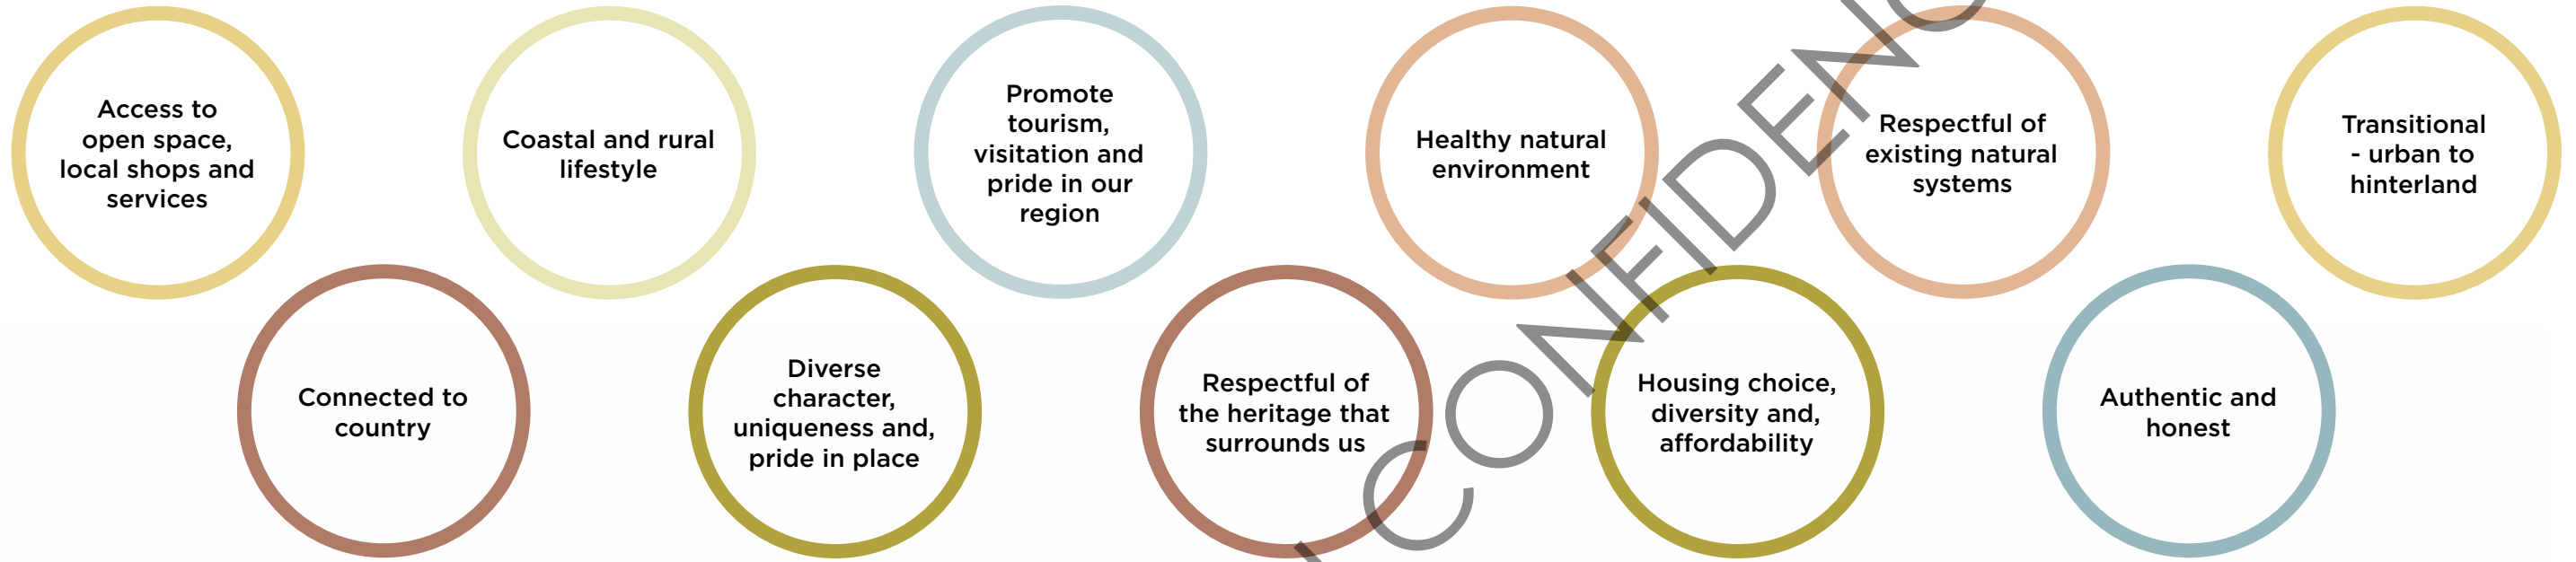 Access to
open space,
local shops and
services
Coastal and rural
lifestyle
Promote
tourism,
visitation and
pride in our
region
Healthy natural
environment
Respectful of
existing natural
systems
Transitional
- urban to
hinterland
Connected to
country
Diverse
character,
uniqueness and,
pride in place
Respectful of
the heritage that
surrounds us
Housing choice,
diversity and,
affordability
Authentic and
honest